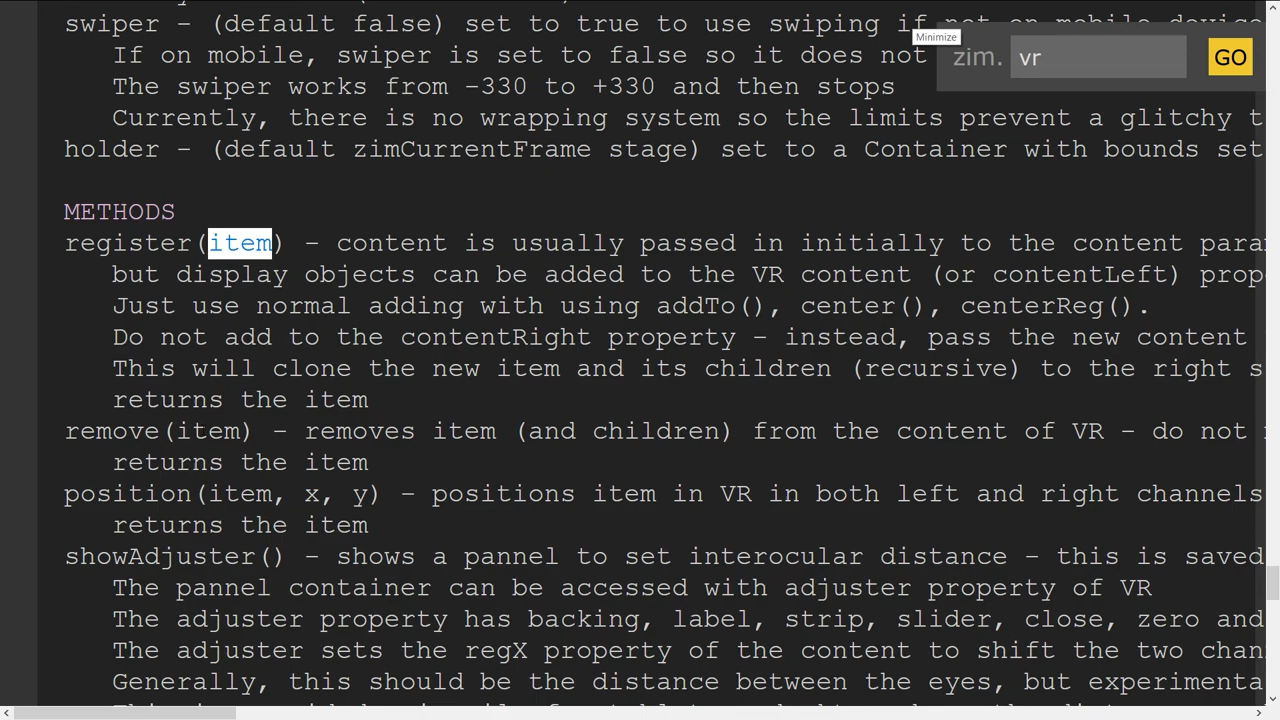 swiper - (default false) set to true to use swiping if not on mobile device
Minimize
If on mobile, swiper is set to false so it does not
zim. vr GO
The swiper works from -330 to +330 and then stops
Currently, there is no wrapping system so the limits prevent a glitchy
holder - (default zimCurrentFrame stage) set to a Container with bounds set
METHODS
register(item) - content is usually passed in initially to the content
but display objects can be added to the VR content (or contentLeft)
Just use normal adding with using addTo(), center(), centerReg().
Do not add to the contentRight property - instead, pass the new content
This will clone the new item and its children (recursive) to the right
returns the item
remove(item) - removes item (and children) from the content of VR - do not
returns the item
position(item, x, y) - positions item in VR in both left and right channels
returns the item
showAdjuster() - shows a pannel to set interocular distance - this is saved
The pannel container can be accessed with adjuster property of VR
The adjuster property has backing, label, strip, slider, close, zero and
The adjuster sets the regX property of the content to shift the two
Generally, this should be the distance between the eyes, but